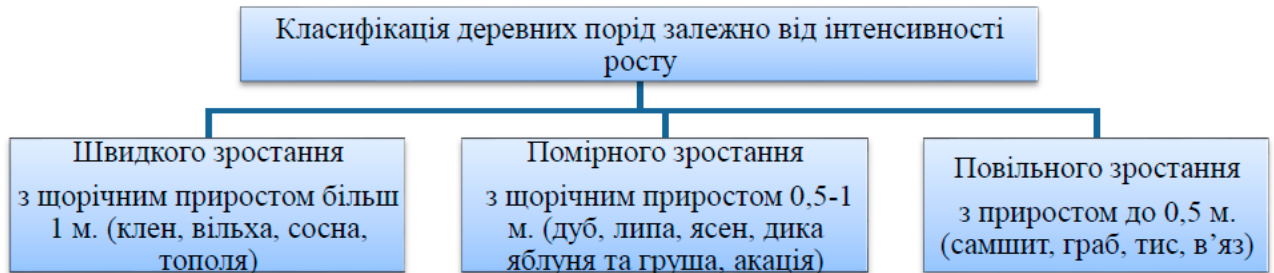 Класифікація деревних порід залежно від інтенсивності
росту
Швидкого зростання
з щорічним приростом більш
1 м. (клен, вільха, сосна,
тополя)
Помірного зростання
з щорічним приростом 0,5-1
м. (дуб, липа, ясен, дика
яблуня та груша, акація)
Повільного зростання
з приростом до 0,5 м.
(самшит, граб, тис, в’яз)